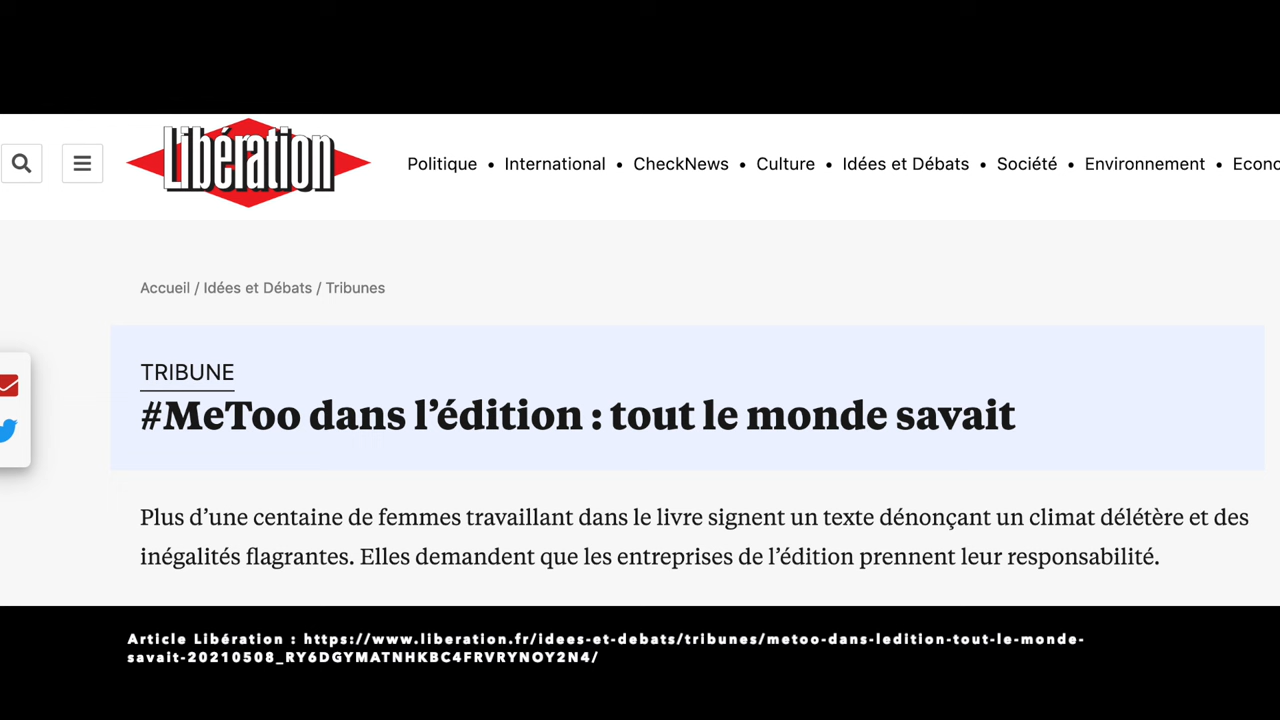 Libération
Politique • International • CheckNews • Culture • Idées et Débats • Société • Environnement • Econo
Accueil / Idées et Débats / Tribunes
TRIBUNE
#MeToo dans l’édition : tout le monde savait
Plus d’une centaine de femmes travaillant dans le livre signent un texte dénonçant un climat délétère et des
inégalités flagrantes. Elles demandent que les entreprises de l’édition prennent leur responsabilité.
Article Libération : https://www.liberation.fr/idees-et-debats/tribunes/metoo-dans-ledition-tout-le-monde-
savait-20210508_RY6DGYMATNHKBC4FRVRYNOY2N4/